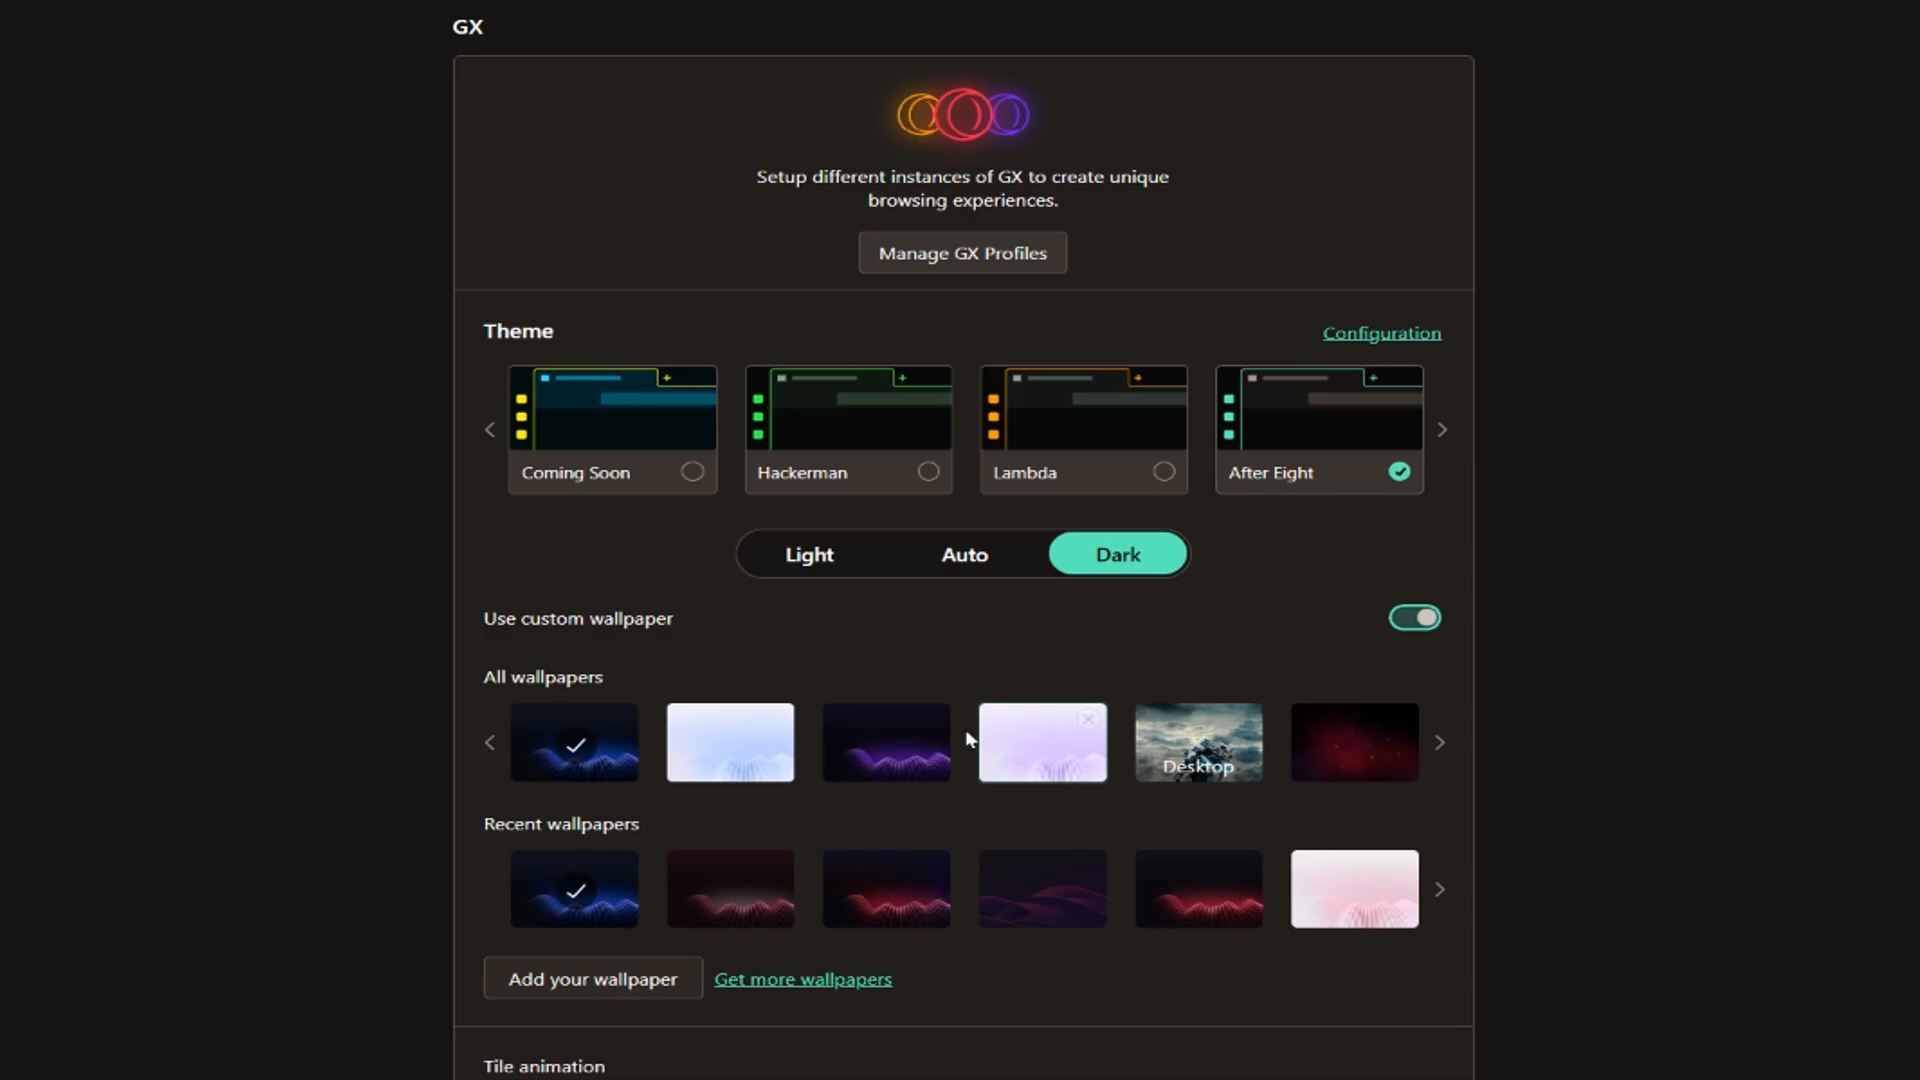 GX
Setup different instances of GX to create unique
browsing experiences.
Manage GX Profiles
Theme
Configuration
Coming Soon
Hackerman
Lambda
After Eight
Light
Auto
Dark
Use custom wallpaper
All wallpapers
Desktop
Recent wallpapers
Add your wallpaper
Get more wallpapers
Tile animation